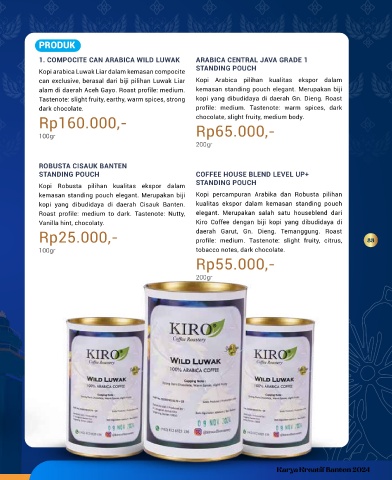 PRODUK
1. COMPOCITE CAN ARABICA WILD LUWAK
Kopi arabica Luwak Liar dalam kemasan compocite
can exclusive, berasal dari biji pilihan Luwak Liar
alam di daerah Aceh Gayo. Roast profile: medium.
Tastenote: slight fruity, earthy, warm spices, strong
dark chocolate.
Rp160.000,-
100gr
ROBUSTA CISAUK BANTEN
STANDING POUCH
Kopi Robusta pilihan kualitas ekspor dalam
kemasan standing pouch elegant. Merupakan biji
kopi yang dibudidaya di daerah Cisauk Banten.
Roast profile: medium to dark. Tastenote: Nutty,
Vanilla hint, chocolaty.
Rp25.000,-
100gr
ARABICA CENTRAL JAVA GRADE 1
STANDING POUCH
Kopi Arabica pilihan kualitas ekspor dalam
kemasan standing pouch elegant. Merupakan biji
kopi yang dibudidaya di daerah Gn. Dieng. Roast
profile: medium. Tastenote: warm spices, dark
chocolate, slight fruity, medium body.
Rp65.000,-
200gr
COFFEE HOUSE BLEND LEVEL UP+
STANDING POUCH
Kopi percampuran Arabika dan Robusta pilihan
kualitas ekspor dalam kemasan standing pouch
elegant. Merupakan salah satu houseblend dari
Kiro Coffee dengan biji kopi yang dibudidaya di
daerah Garut, Gn. Dieng, Temanggung. Roast
profile: medium. Tastenote: slight fruity, citrus,
tobacco notes, dark chocolate.
Rp55.000,-
200gr
88
KIRO
Coffee Roastery
WILD LUWAK
100% ARABICA COFFEE
Cupping Note :
KIRO
Coffee Roastery
WILD LUWAK
100% ARABICA COFFEE
09 NOV 2024
KIRO
Coffee Roastery
WILD LUWAK
100% ARABICA COFFEE
Karya Kreatif Banten 2024